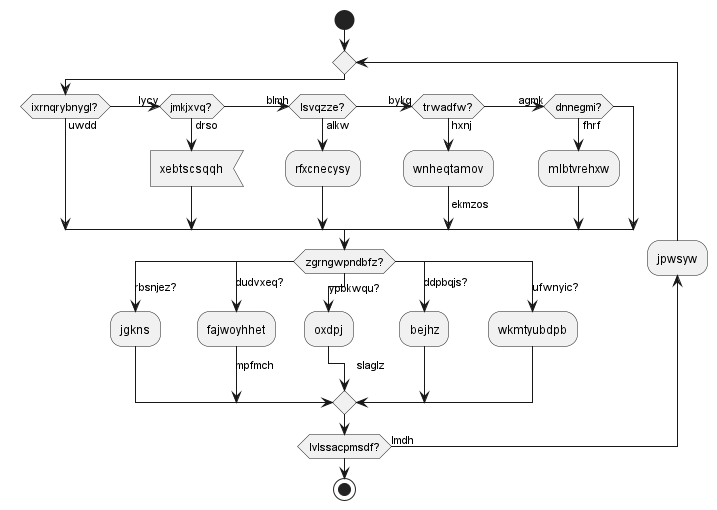 ixrnqrybnygl?
lycy
jmkjxvq?
blmh
lsvqzze?
bykg
trwadfw?
agmk
dnnegmi?
uwdd
drso
alkw
hxnj
fhrf
xebtscsqqh
rfxcnecysy
wnheqtamov
mlbtvrehxw
ekmzos
zgrngwpndbfz?
jpwsyw
rbsnjez?
dudvxeq?
ypbkwqu?
ddpbqjs?
ufwnyic?
jgkns
fajwoyhhet
oxdpj
bejhz
wkmtyubdpb
mpfmch
slaglz
lvlssacpmsdf?
lmdh